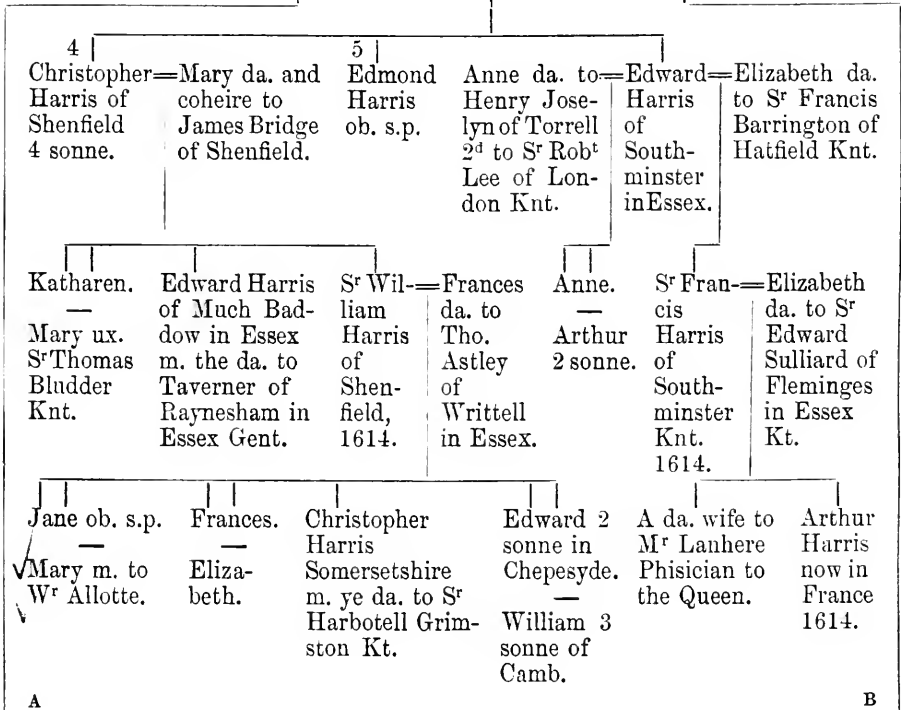 4
Christopher=Mary da. and
Harris of coheire to
Shenfield James Bridge
4 sonne. of Shenfield.
5
Edmond
Harris
ob. s.p.
Anne da. to=Edward=Elizabeth da.
Henry Jose- Harris to Sʳ Francis
lyn of Torrell of Barrington of
2ᵈ to Sʳ Robᵗ South- Hatfield Knt.
Lee of Lon- minster
don Knt. in Essex.
Katharen.
—
Mary ux.
Sʳ Thomas
Bludder
Knt.
Edward Harris
of Much Bad-
dow in Essex
m. the da. to
Taverner of
Raynesham in
Essex Gent.
Sʳ Wil-=Frances
liam da. to
Harris Tho.
of Astley
Shen- of
field, Writtell
1614. in Essex.
Anne.
—
Arthur
2 sonne.
Sʳ Fran-=Elizabeth
cis da. to Sʳ
Harris Edward
of Sulliard of
South- Fleminges
minster in Essex
Knt. Kt.
1614.
Jane ob. s.p.
—
Mary m. to
Wʳ Allotte.
Frances.
—
Eliza-
beth.
Christopher
Harris
Somersetshire
m. ye da. to Sʳ
Harbotell Grim-
ston Kt.
Edward 2
sonne in
Chepesyde.
—
William 3
sonne of
Camb.
A da. wife to
Mʳ Lanhere
Phisician to
the Queen.
Arthur
Harris
now in
France
1614.
A B